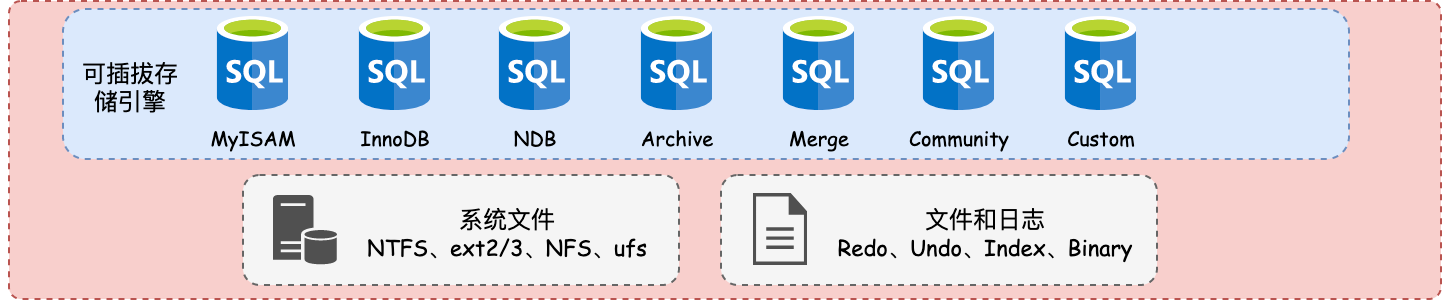 可插拔存
储引擎
SQL SQL SQL SQL SQL SQL SQL
MyISAM InnoDB NDB Archive Merge Community Custom
系统文件
NTFS、ext2/3、NFS、ufs
文件和日志
Redo、Undo、Index、Binary